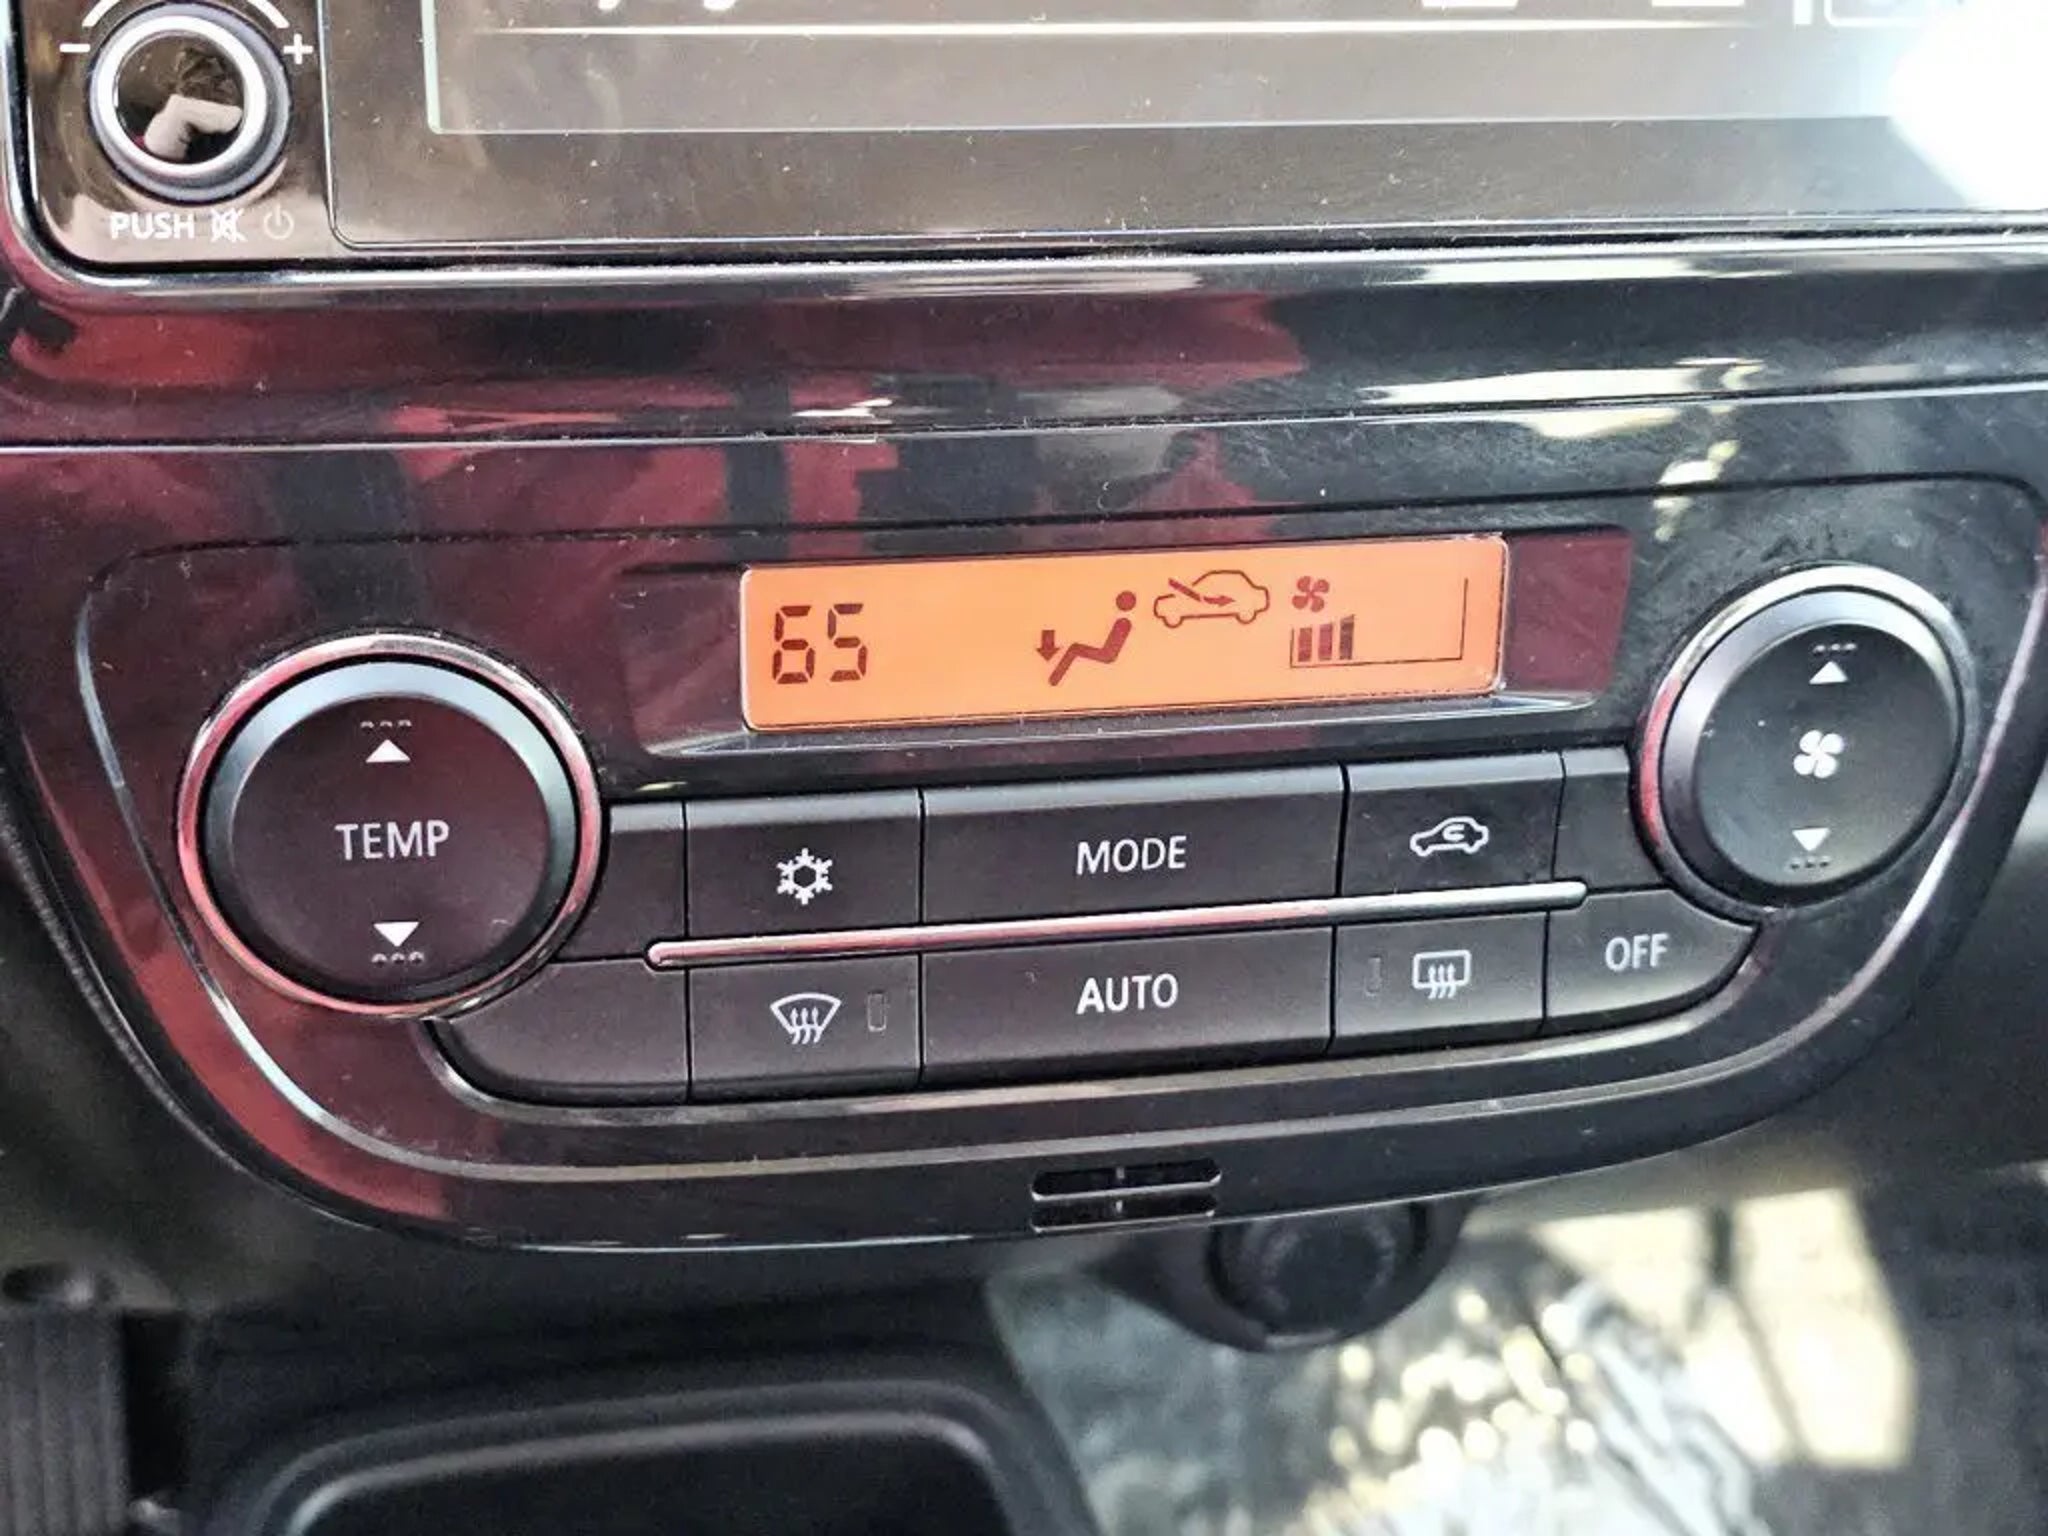 - +
PUSH
65
TEMP
MODE
AUTO
OFF